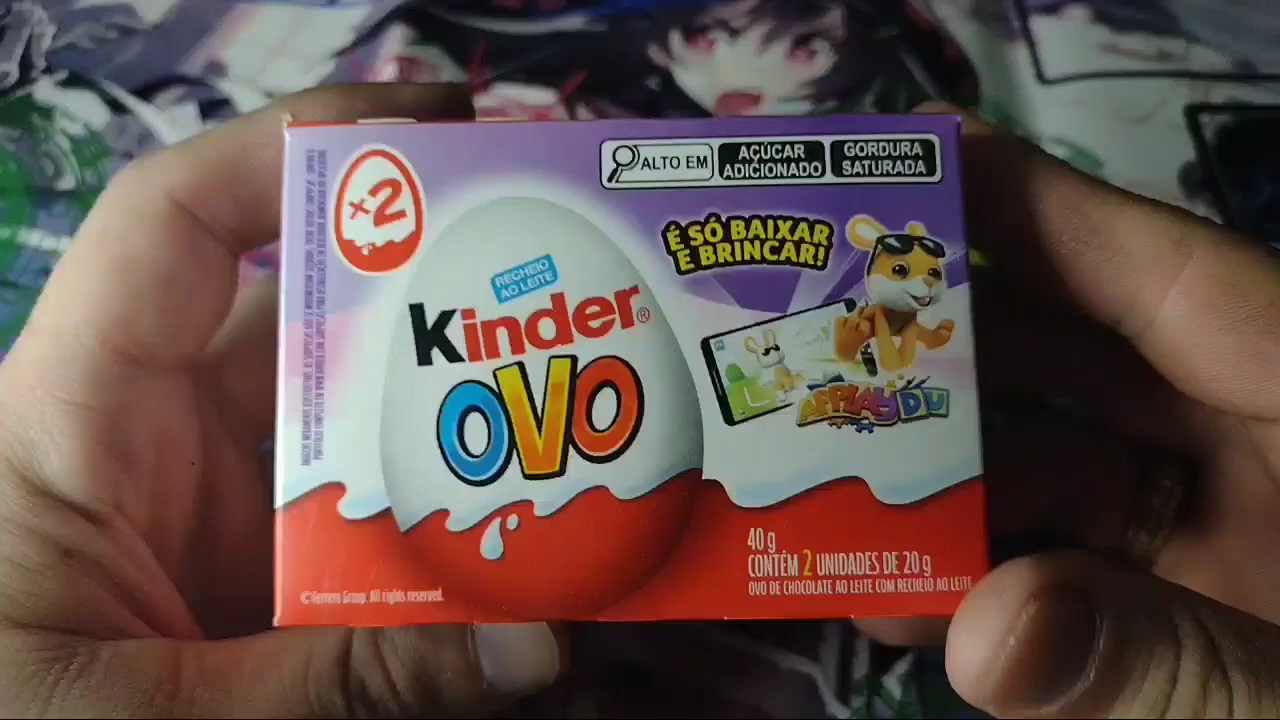 x2
ALTO EM
AÇÚCAR
ADICIONADO
GORDURA
SATURADA
É SÓ BAIXAR
E BRINCAR!
RECHEIO
AO LEITE
Kinder®
OVO
APPLAYDU
40 g
CONTÉM 2 UNIDADES DE 20 g
OVO DE CHOCOLATE AO LEITE COM RECHEIO AO LEITE
© Ferrero Group. All rights reserved.